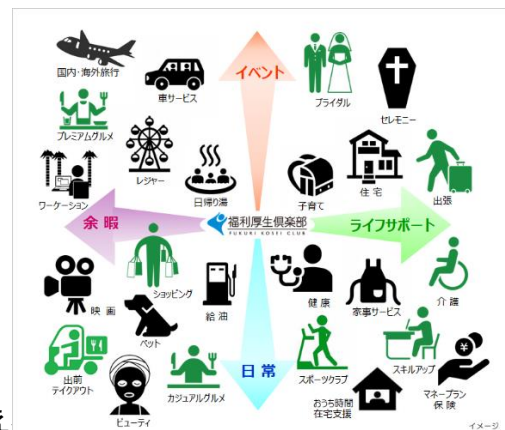 イベント
国内・海外旅行
車サービス
ブライダル
セレモニー
プレミアムグルメ
レジャー
日帰り湯
子育て
住宅
出張
ワーケーション
余暇
福利厚生倶楽部
FUKURI KOSEI CLUB
ライフサポート
映画
ショッピング
ペット
給油
健康
家事サービス
介護
出前
テイクアウト
ビューティ
カジュアルグルメ
日常
スポーツクラブ
おうち時間
在宅支援
スキルアップ
マネープラン
保険
¥
イメージ